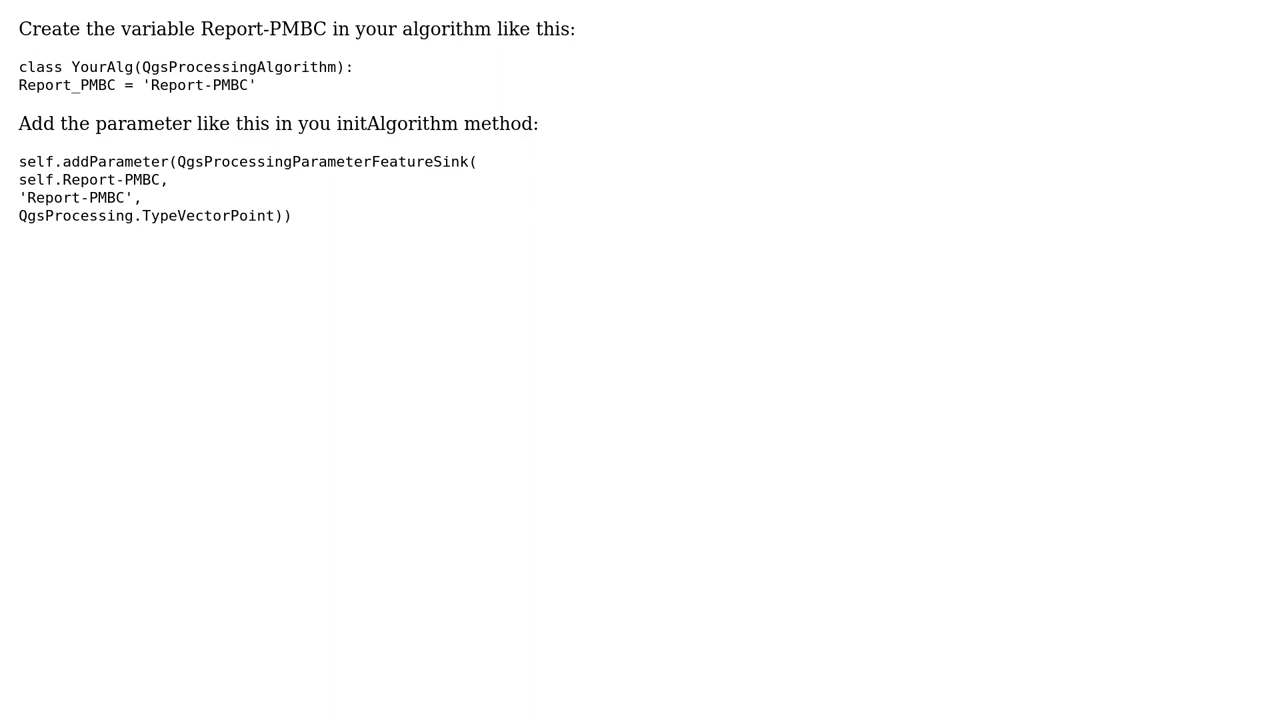 Create the variable Report-PMBC in your algorithm like this:
class YourAlg(QgsProcessingAlgorithm):
Report_PMBC = 'Report-PMBC'
Add the parameter like this in you initAlgorithm method:
self.addParameter(QgsProcessingParameterFeatureSink(
self.Report-PMBC,
'Report-PMBC',
QgsProcessing.TypeVectorPoint))